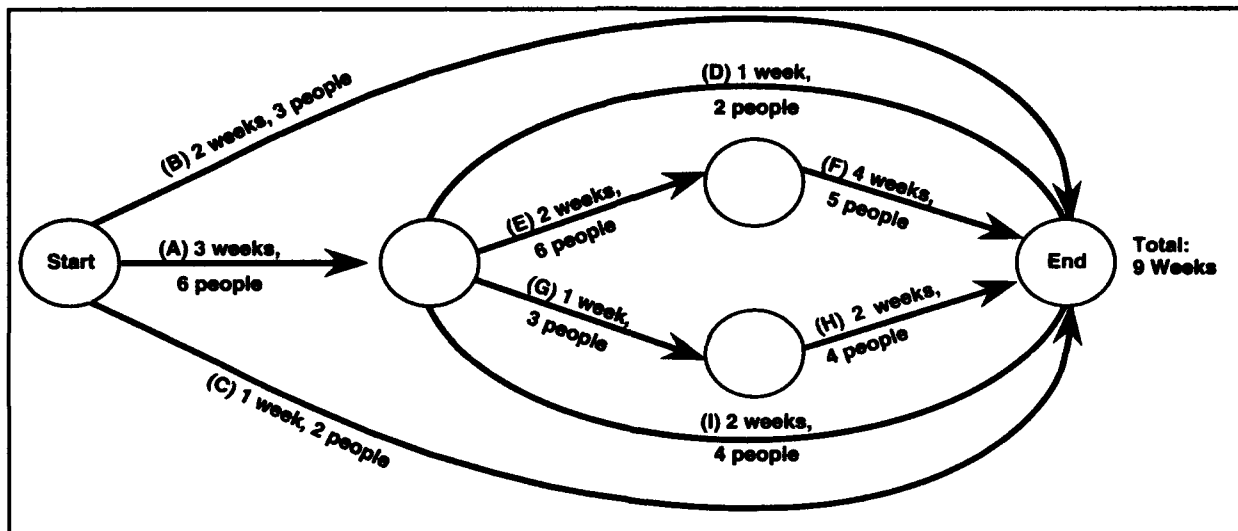 (B) 2 weeks, 3 people
(D) 1 week,
2 people
(E) 2 weeks,
6 people
(F) 4 weeks,
5 people
Start
(A) 3 weeks,
6 people
End
Total:
9 Weeks
(G) 1 week,
3 people
(H) 2 weeks,
4 people
(C) 1 week, 2 people
(I) 2 weeks,
4 people